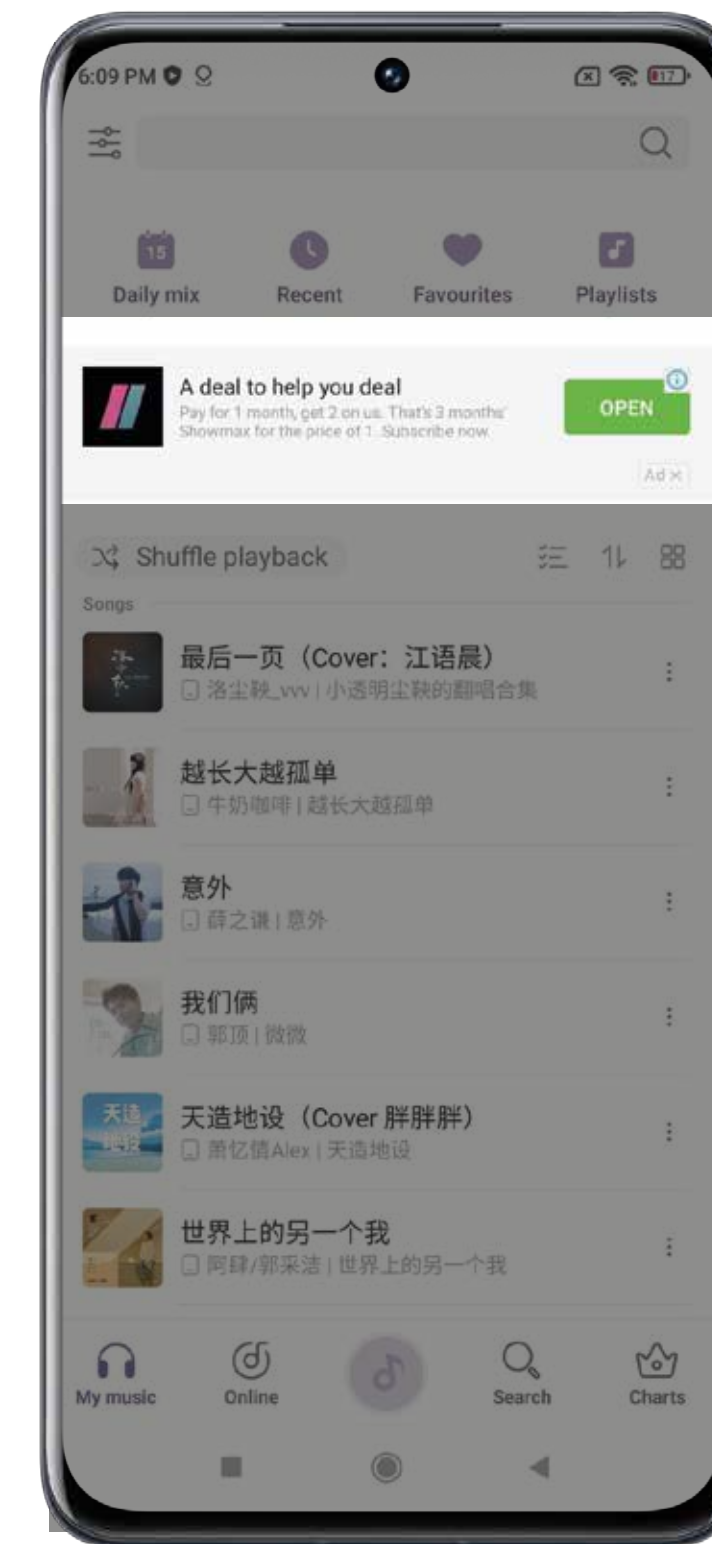 6:09 PM
17
15
Daily mix
Recent
Favourites
Playlists
A deal to help you deal
Pay for 1 month, get 2 on us. That's 3 months'
Showmax for the price of 1. Subscribe now.
OPEN
Ad ×
Shuffle playback
Songs
最后一页（Cover：江语晨）
洛尘鞅_vvv | 小透明尘鞅的翻唱合集
越长大越孤单
牛奶咖啡 | 越长大越孤单
意外
薛之谦 | 意外
我们俩
郭顶 | 微微
天造
地设
天造地设（Cover 胖胖胖）
萧忆情Alex | 天造地设
世界上的另一个我
阿肆/郭采洁 | 世界上的另一个我
My music
Online
Search
Charts